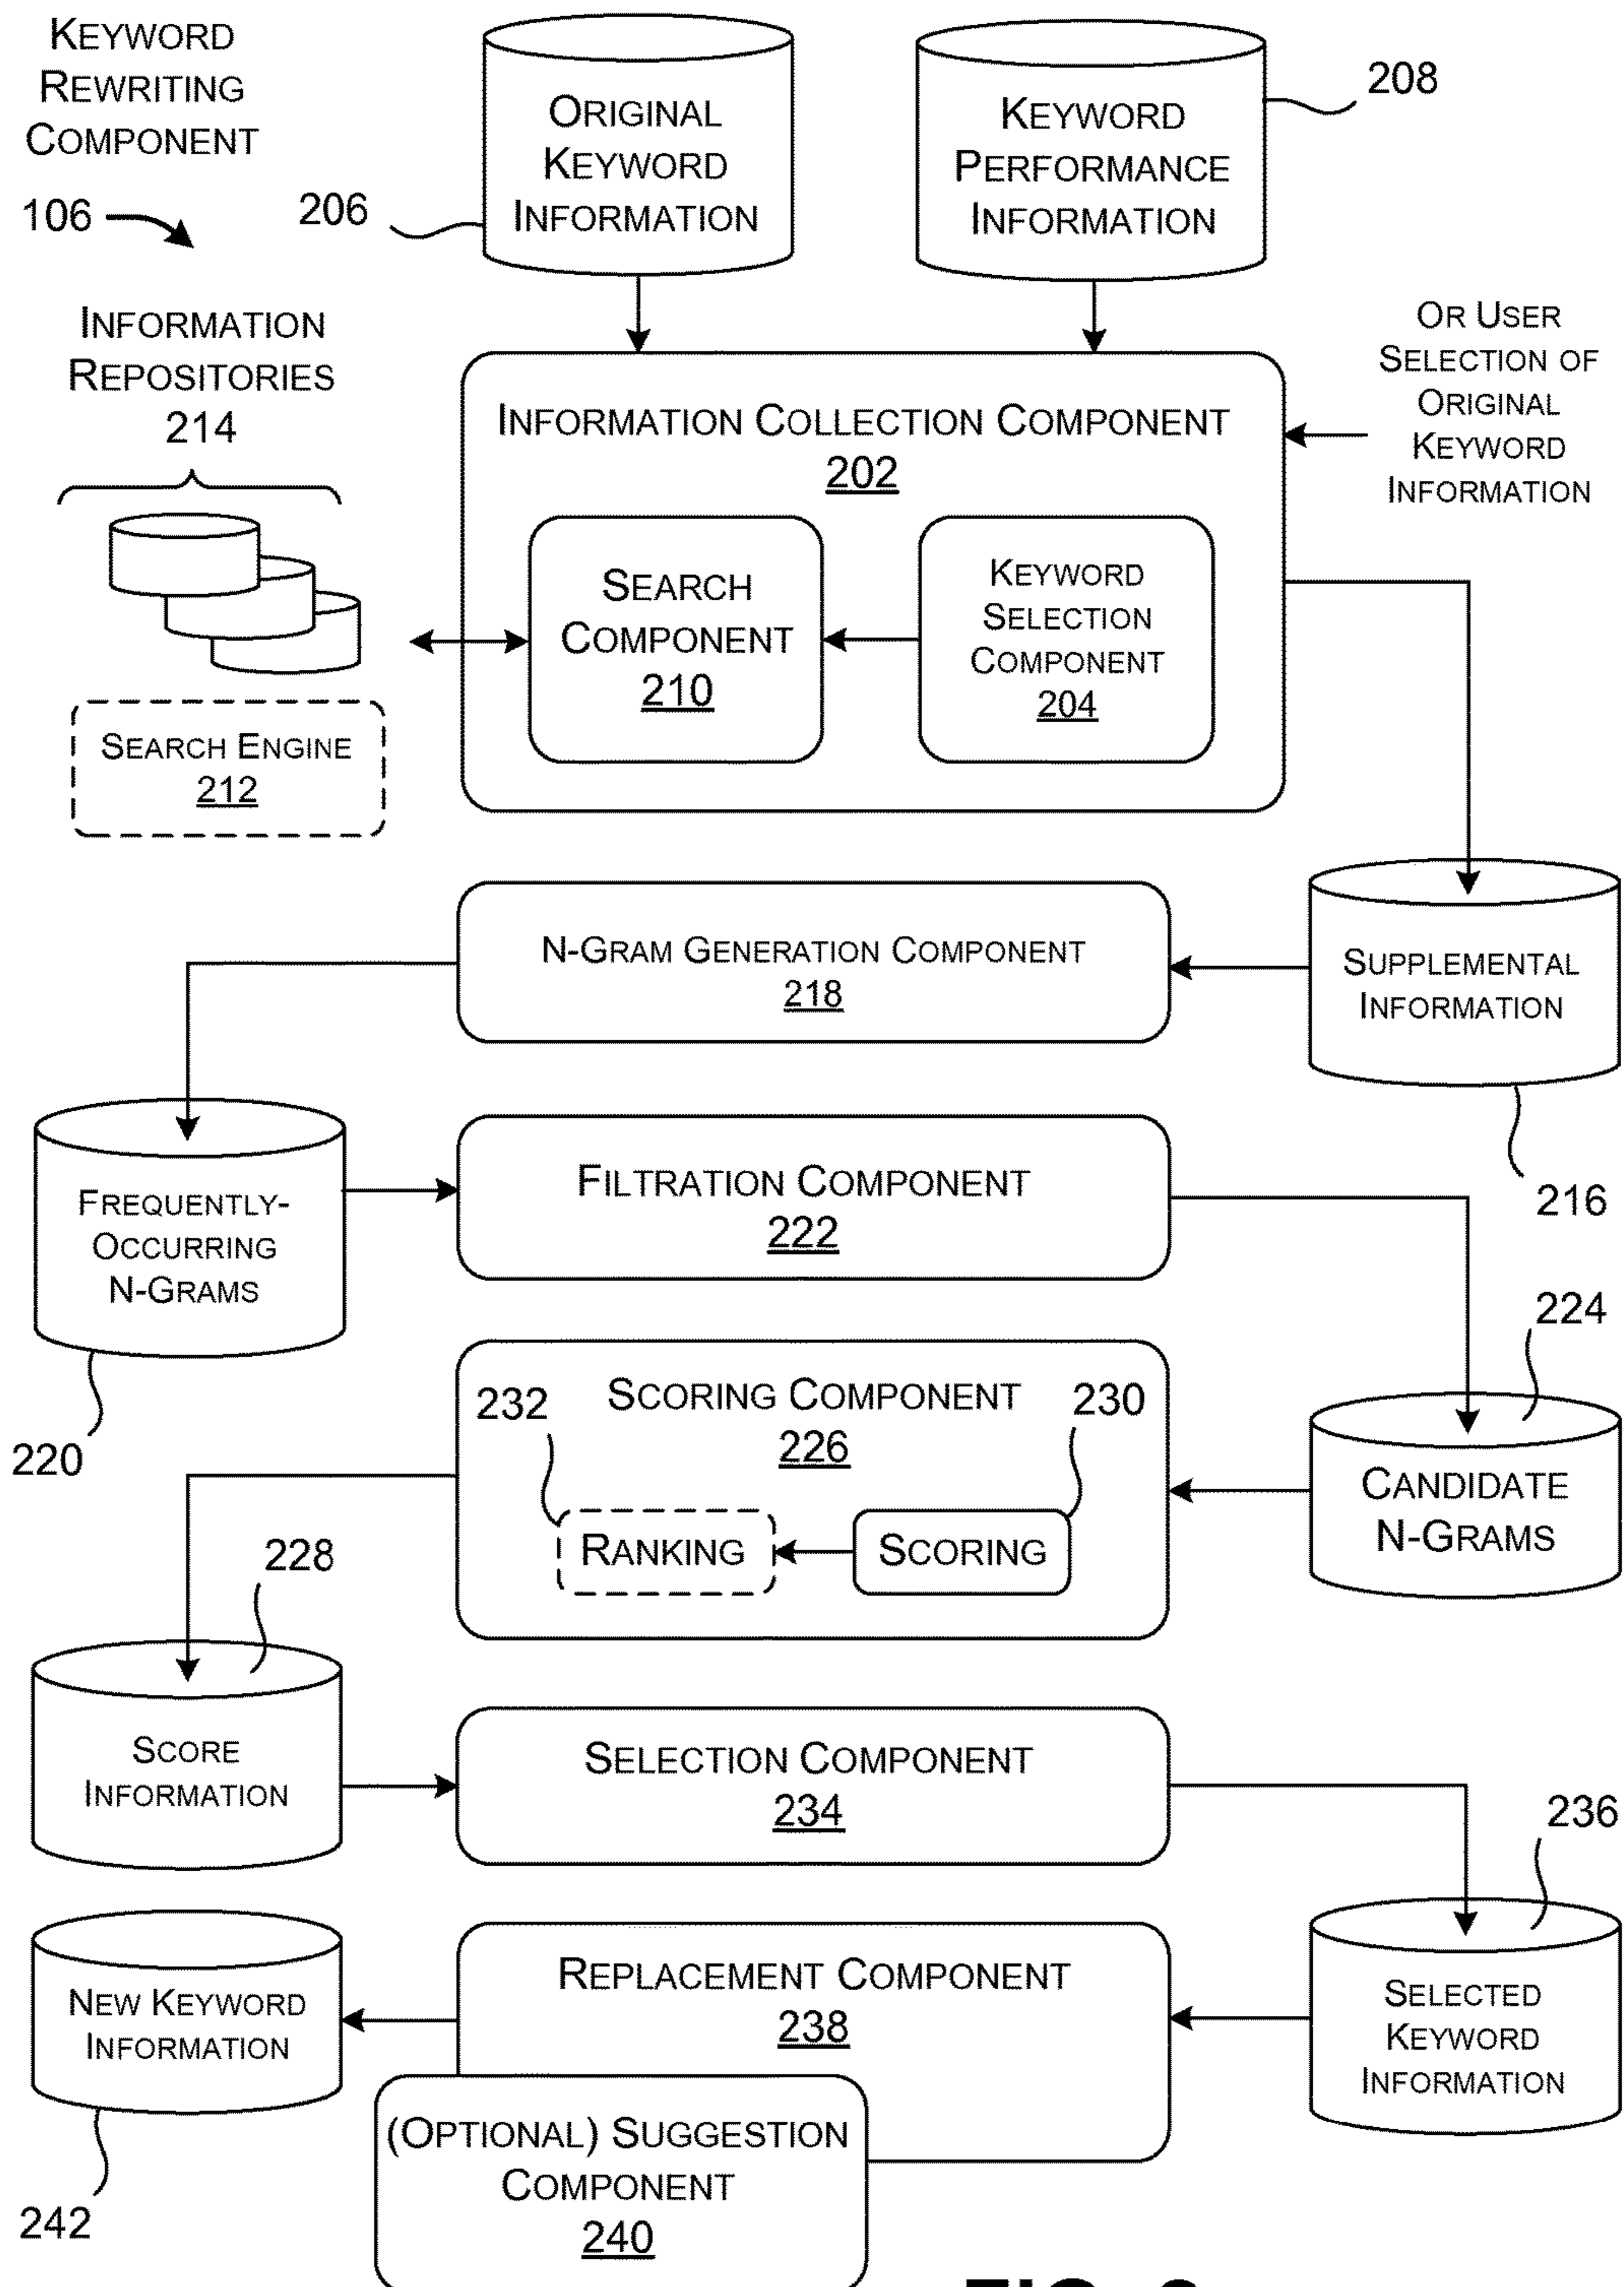 KEYWORD
REWRITING
COMPONENT
106
ORIGINAL
KEYWORD
INFORMATION
206
KEYWORD
PERFORMANCE
INFORMATION
208
INFORMATION
REPOSITORIES
214
OR USER
SELECTION OF
ORIGINAL
KEYWORD
INFORMATION
INFORMATION COLLECTION COMPONENT
202
SEARCH
COMPONENT
210
KEYWORD
SELECTION
COMPONENT
204
SEARCH ENGINE
212
N-GRAM GENERATION COMPONENT
218
SUPPLEMENTAL
INFORMATION
216
FREQUENTLY-
OCCURRING
N-GRAMS
220
FILTRATION COMPONENT
222
224
CANDIDATE
N-GRAMS
SCORING COMPONENT
226
232
230
RANKING
SCORING
228
SCORE
INFORMATION
SELECTION COMPONENT
234
236
SELECTED
KEYWORD
INFORMATION
REPLACEMENT COMPONENT
238
NEW KEYWORD
INFORMATION
242
(OPTIONAL) SUGGESTION
COMPONENT
240